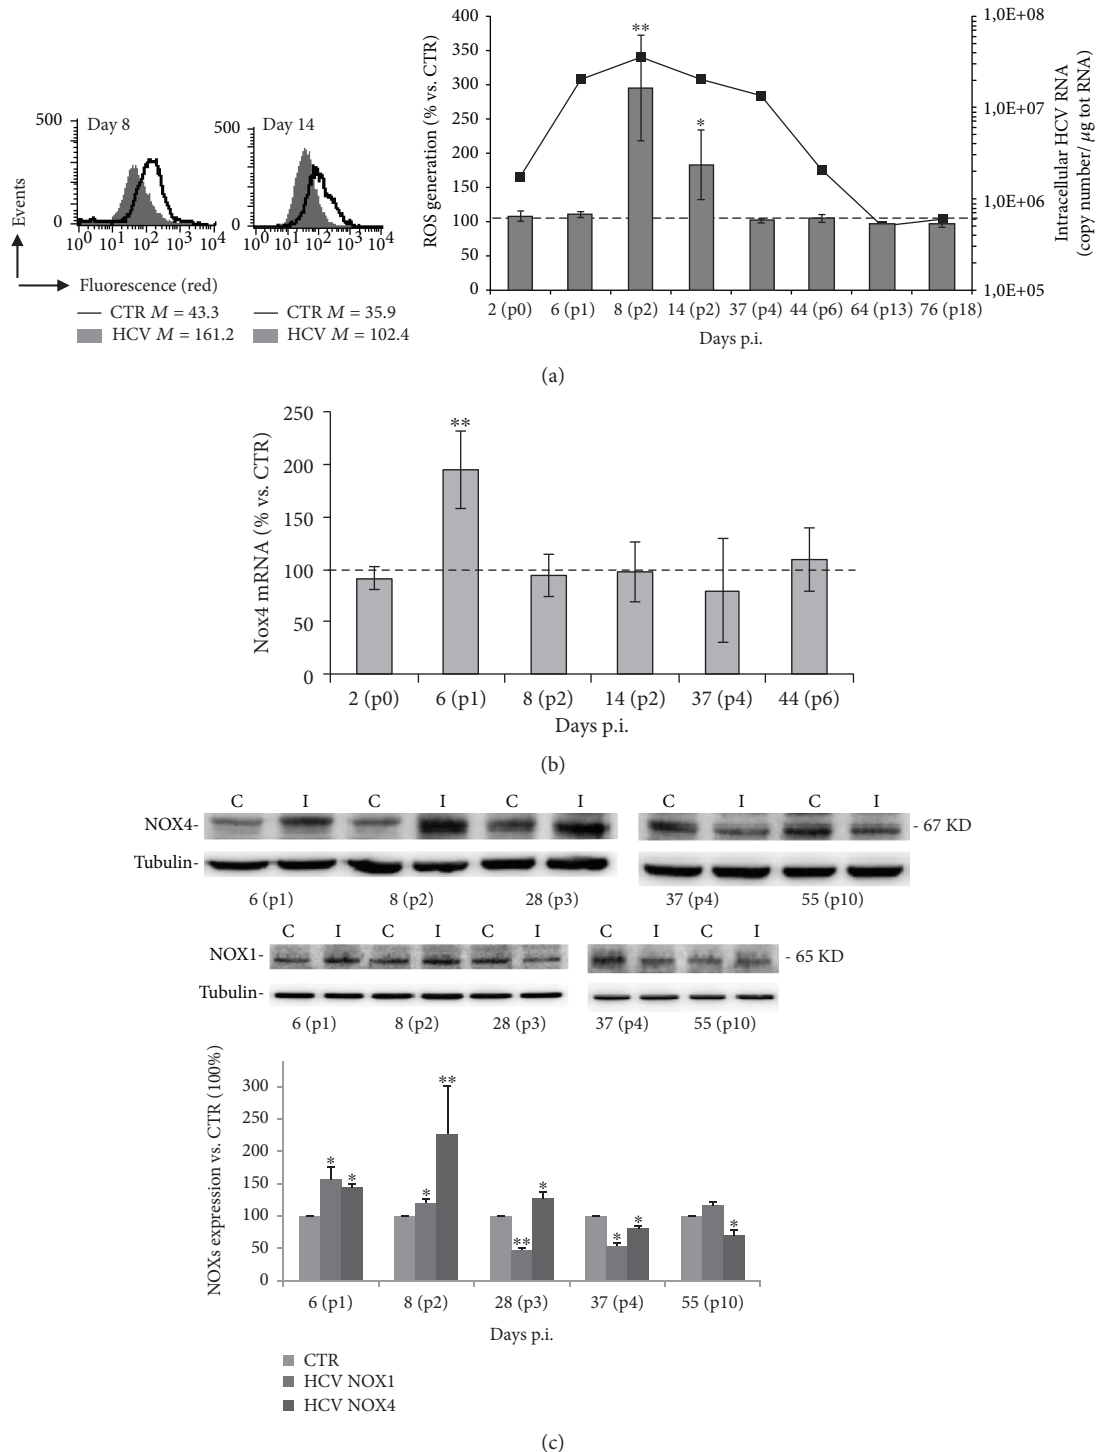 500
0
Day 8
10^0 10^1 10^2 10^3 10^4
Events
Fluorescence (red)
CTR M = 43.3
HCV M = 161.2
500
0
Day 14
10^0 10^1 10^2 10^3 10^4
CTR M = 35.9
HCV M = 102.4
ROS generation (% vs. CTR)
400
350
300
250
200
150
100
50
0
**
*
1,0E+08
1,0E+07
1,0E+06
1,0E+05
Intracellular HCV RNA
(copy number/ μg tot RNA)
2 (p0) 6 (p1) 8 (p2) 14 (p2) 37 (p4) 44 (p6) 64 (p13) 76 (p18)
Days p.i.
(a)
Nox4 mRNA (% vs. CTR)
250
200
150
100
50
0
**
2 (p0) 6 (p1) 8 (p2) 14 (p2) 37 (p4) 44 (p6)
Days p.i.
(b)
C I C I C I C I C I
NOX4- - 67 KD
Tubulin-
6 (p1) 8 (p2) 28 (p3) 37 (p4) 55 (p10)
C I C I C I C I C I
NOX1- - 65 KD
Tubulin-
6 (p1) 8 (p2) 28 (p3) 37 (p4) 55 (p10)
NOXs expression vs. CTR (100%)
300
250
200
150
100
50
0
* * * ** ** * * * *
6 (p1) 8 (p2) 28 (p3) 37 (p4) 55 (p10)
Days p.i.
CTR
HCV NOX1
HCV NOX4
(c)